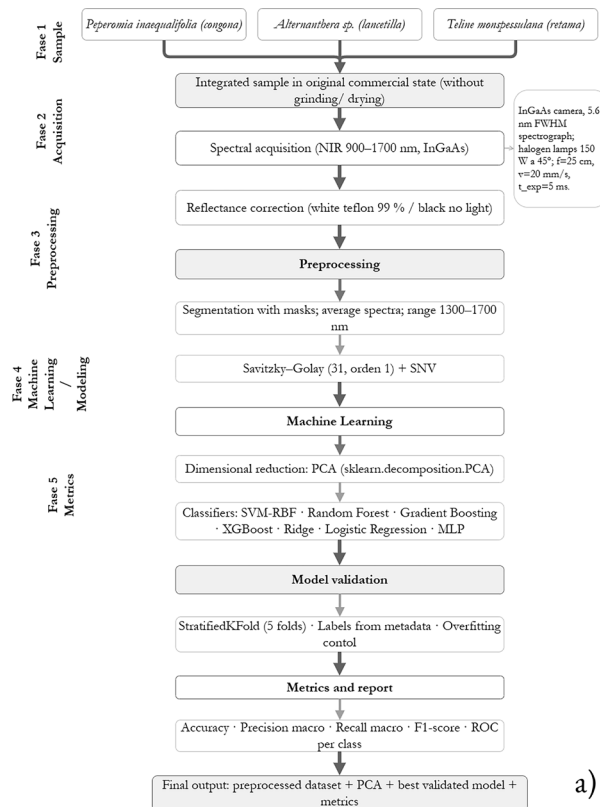 Fase 1
Sample
Peperomia inaequalifolia (congona)
Alternanthera sp. (lancetilla)
Teline monspessulana (retama)
Integrated sample in original commercial state (without
grinding/ drying)
Fase 2
Acquisition
Spectral acquisition (NIR 900–1700 nm, InGaAs)
InGaAs camera, 5.6
nm FWHM
spectrograph;
halogen lamps 150
W a 45°; f=25 cm,
v=20 mm/s,
t_exp=5 ms.
Reflectance correction (white teflon 99 % / black no light)
Fase 3
Preprocessing
Preprocessing
Segmentation with masks; average spectra; range 1300–1700
nm
Fase 4
Machine
Learning
/
Modeling
Savitzky–Golay (31, orden 1) + SNV
Machine Learning
Dimensional reduction: PCA (sklearn.decomposition.PCA)
Fase 5
Metrics
Classifiers: SVM-RBF · Random Forest · Gradient Boosting
· XGBoost · Ridge · Logistic Regression · MLP
Model validation
StratifiedKFold (5 folds) · Labels from metadata · Overfitting
contol
Metrics and report
Accuracy · Precision macro · Recall macro · F1-score · ROC
per class
Final output: preprocessed dataset + PCA + best validated model +
metrics
a)